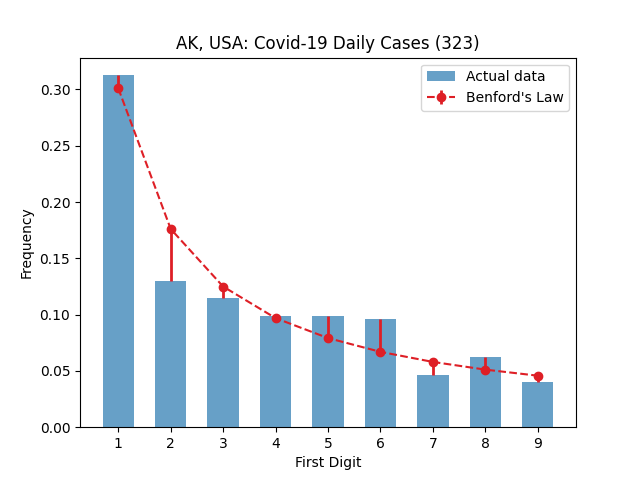 AK, USA: Covid-19 Daily Cases (323)
Actual data
Benford's Law
Frequency
0.30
0.25
0.20
0.15
0.10
0.05
0.00
1 2 3 4 5 6 7 8 9
First Digit